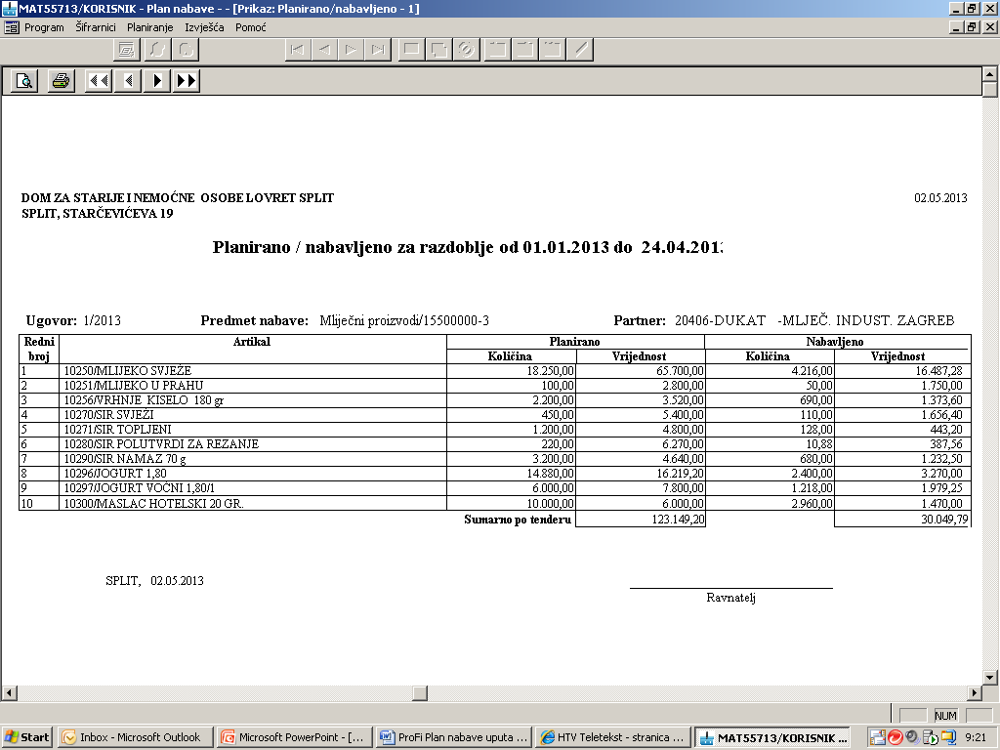 MAT55713/KORISNIK - Plan nabave - - [Prikaz: Planirano/nabavljeno - 1]
Program Šifrarnici Planiranje Izvješća Pomoć
DOM ZA STARIJE I NEMOĆNE OSOBE LOVRET SPLIT 02.05.2013
SPLIT, STARČEVIĆEVA 19
Planirano / nabavljeno za razdoblje od 01.01.2013 do 24.04.2013
Ugovor: 1/2013 Predmet nabave: Mliječni proizvodi/15500000-3 Partner: 20406-DUKAT -MLJEČ. INDUST. ZAGREB
Redni broj Artikal Planirano Nabavljeno
Količina Vrijednost Količina Vrijednost
1 10250/MLIJEKO SVJEŽE 18.250,00 65.700,00 4.216,00 16.487,28
2 10251/MLIJEKO U PRAHU 100,00 2.800,00 50,00 1.750,00
3 10256/VRHNJE KISELO 180 gr 2.200,00 3.520,00 690,00 1.373,60
4 10270/SIR SVJEŽI 450,00 5.400,00 110,00 1.656,40
5 10271/SIR TOPLJENI 1.200,00 4.800,00 128,00 443,20
6 10280/SIR POLUTVRDI ZA REZANJE 220,00 6.270,00 10,88 387,56
7 10290/SIR NAMAZ 70 g 3.200,00 4.640,00 680,00 1.232,50
8 10296/JOGURT 1,80 14.880,00 16.219,20 2.400,00 3.270,00
9 10297/JOGURT VOĆNI 1,80/1 6.000,00 7.800,00 1.218,00 1.979,25
10 10300/MASLAC HOTELSKI 20 GR. 10.000,00 6.000,00 2.960,00 1.470,00
Sumarno po tenderu 123.149,20 30.049,79
SPLIT, 02.05.2013
Ravnatelj
NUM
Start Inbox - Microsoft Outlook Microsoft PowerPoint - [... ProFi Plan nabave uputa ... HTV Teletekst - stranica ... MAT55713/KORISNIK ... 9:21